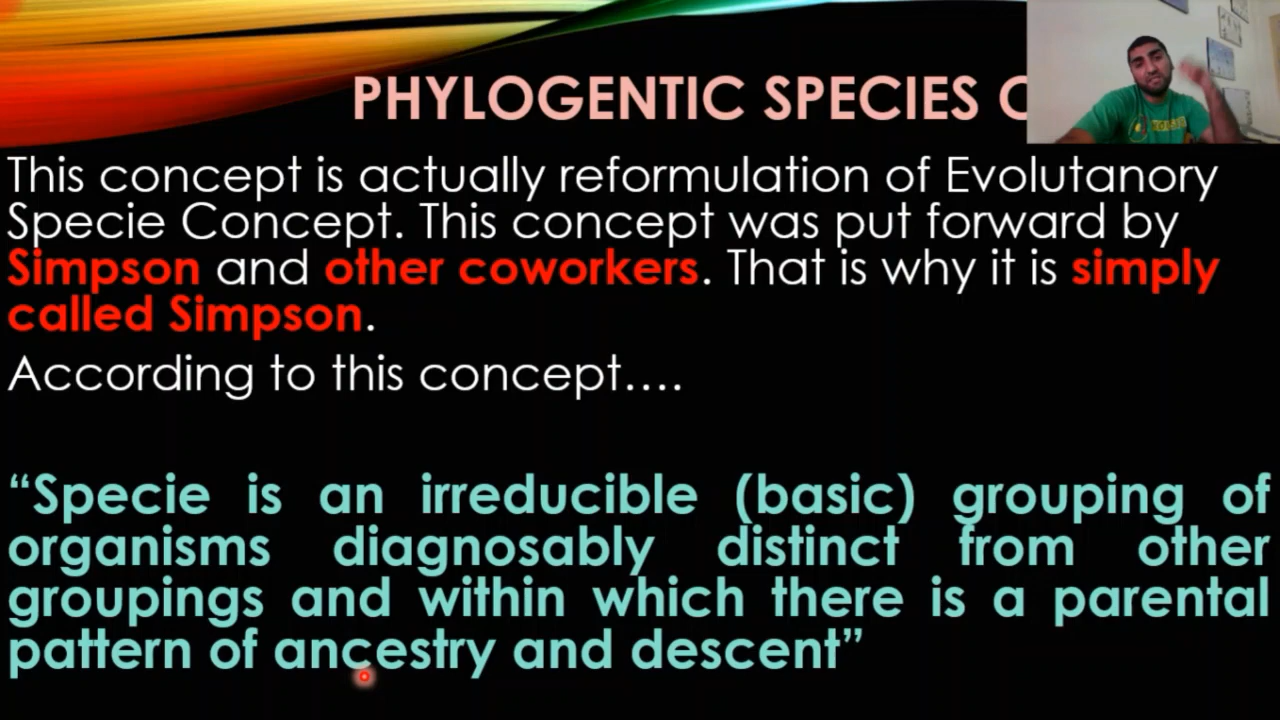 PHYLOGENTIC SPECIES C
This concept is actually reformulation of Evolutanory
Specie Concept. This concept was put forward by
Simpson and other coworkers. That is why it is simply
called Simpson.
According to this concept....
“Specie is an irreducible (basic) grouping of
organisms diagnosably distinct from other
groupings and within which there is a parental
pattern of ancestry and descent”